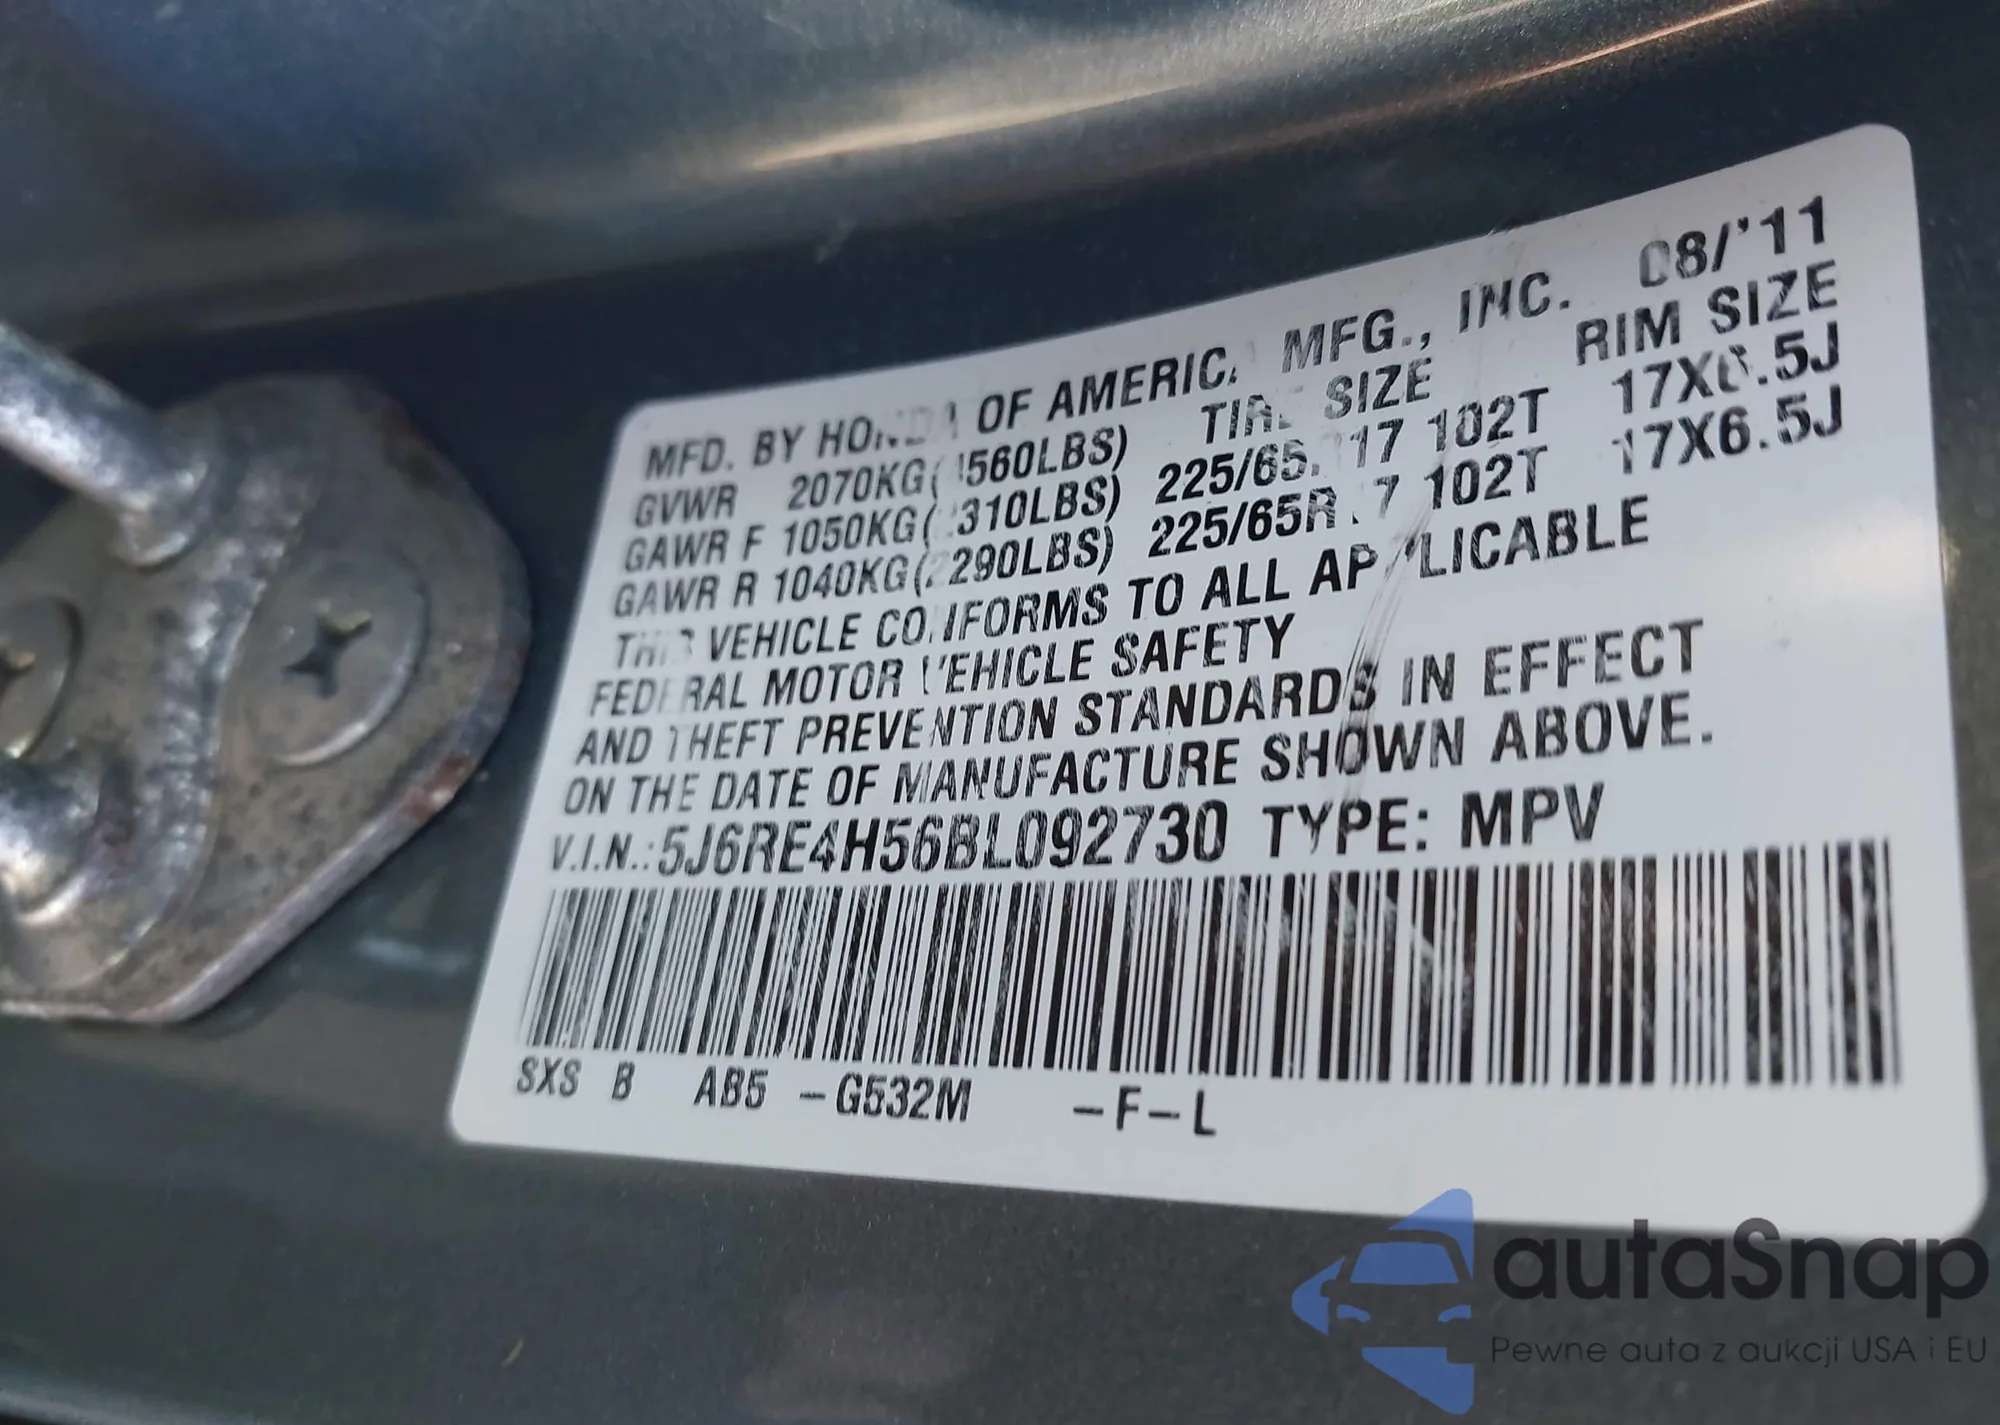 MFD. BY HONDA OF AMERICA MFG., INC. 08/'11
GVWR 2070KG(4560LBS) TIRE SIZE RIM SIZE
GAWR F 1050KG(2310LBS) 225/65R17 102T 17X6.5J
GAWR R 1040KG(2290LBS) 225/65R17 102T 17X6.5J
THIS VEHICLE CONFORMS TO ALL APPLICABLE
FEDERAL MOTOR VEHICLE SAFETY
AND THEFT PREVENTION STANDARDS IN EFFECT
ON THE DATE OF MANUFACTURE SHOWN ABOVE.
V.I.N.:5J6RE4H56BL092730 TYPE: MPV
SXS B AB5 -G532M -F-L
autaSnap
Pewne auta z aukcji USA i EU